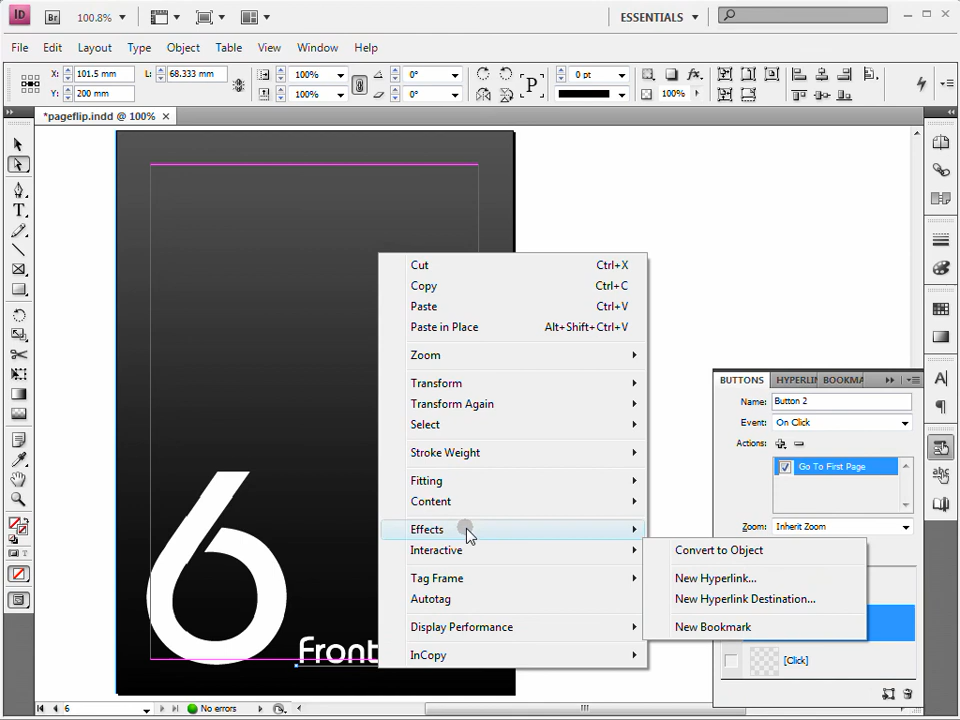 ID Br 100.8% ESSENTIALS
File Edit Layout Type Object Table View Window Help
X: 101.5 mm L: 68.333 mm 100% 0° 0 pt fx
Y: 200 mm 100% 0° P 100%
*pageflip.indd @ 100% ×
Cut Ctrl+X
Copy Ctrl+C
Paste Ctrl+V
Paste in Place Alt+Shift+Ctrl+V
Zoom
Transform
Transform Again
Select
Stroke Weight
Fitting
Content
Effects
Interactive
Tag Frame
Autotag
Display Performance
InCopy
Convert to Object
New Hyperlink...
New Hyperlink Destination...
New Bookmark
BUTTONS HYPERLIN BOOKMA
Name: Button 2
Event: On Click
Actions:
Go To First Page
Zoom: Inherit Zoom
[Click]
6
Front
6 No errors